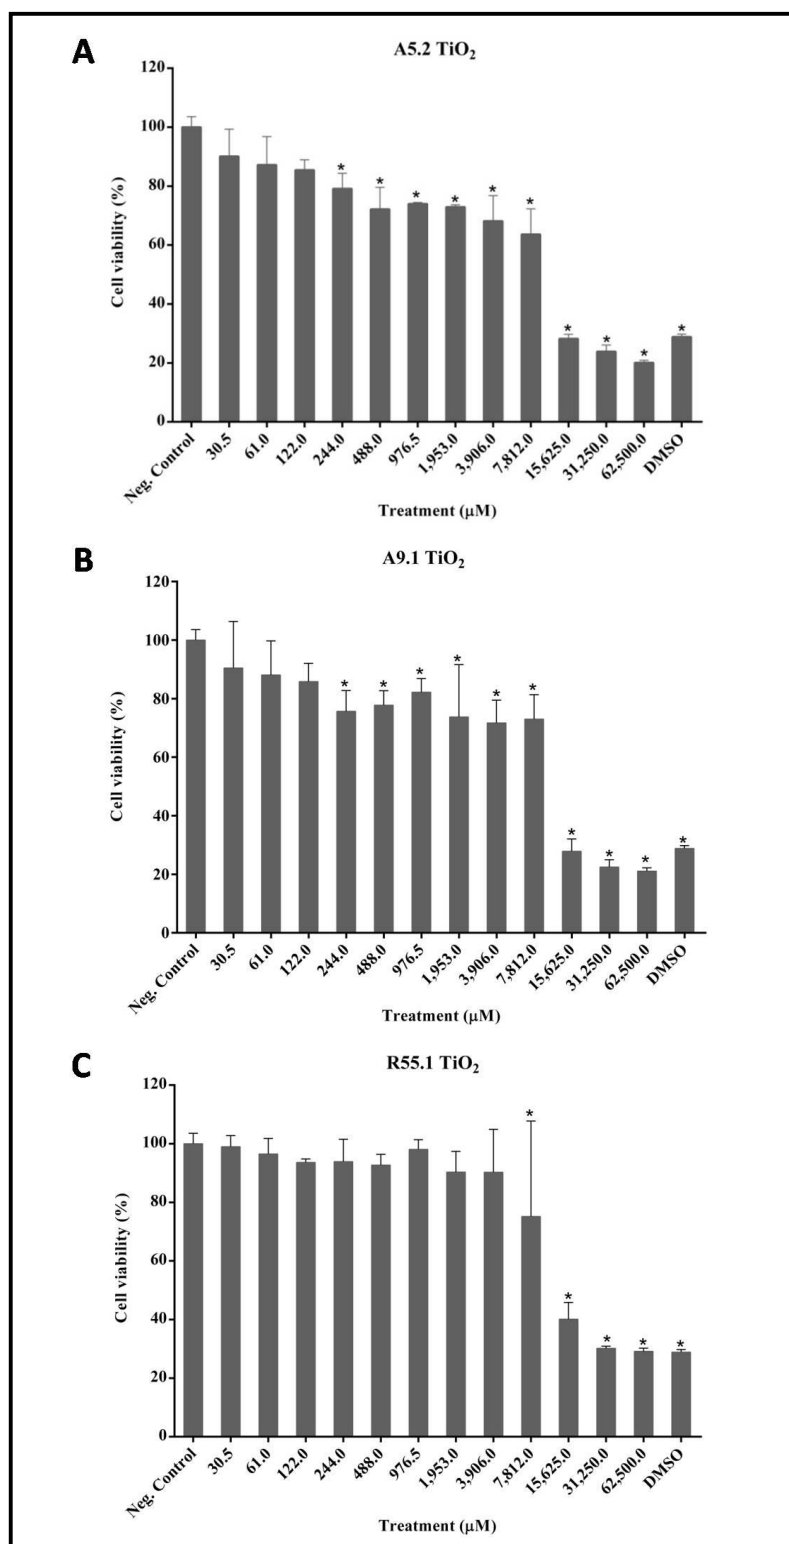 A
A5.2 TiO₂
120
100
80
60
40
20
0
Cell viability (%)
* * * * * * * * * *
Neg. Control 30.5 61.0 122.0 244.0 488.0 976.5 1,953.0 3,906.0 7,812.0 15,625.0 31,250.0 62,500.0 DMSO
Treatment (μM)
B
A9.1 TiO₂
120
100
80
60
40
20
0
Cell viability (%)
* * * * * * * * * *
Neg. Control 30.5 61.0 122.0 244.0 488.0 976.5 1,953.0 3,906.0 7,812.0 15,625.0 31,250.0 62,500.0 DMSO
Treatment (μM)
C
R55.1 TiO₂
120
100
80
60
40
20
0
Cell viability (%)
* * * * *
Neg. Control 30.5 61.0 122.0 244.0 488.0 976.5 1,953.0 3,906.0 7,812.0 15,625.0 31,250.0 62,500.0 DMSO
Treatment (μM)